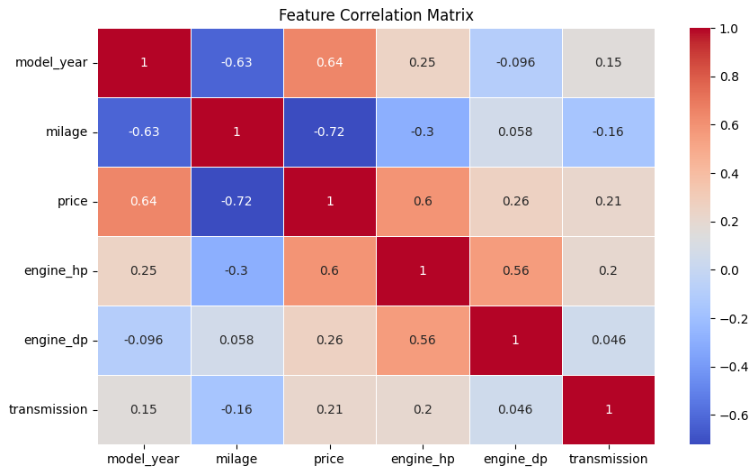 Feature Correlation Matrix
model_year 1 -0.63 0.64 0.25 -0.096 0.15
milage -0.63 1 -0.72 -0.3 0.058 -0.16
price 0.64 -0.72 1 0.6 0.26 0.21
engine_hp 0.25 -0.3 0.6 1 0.56 0.2
engine_dp -0.096 0.058 0.26 0.56 1 0.046
transmission 0.15 -0.16 0.21 0.2 0.046 1
model_year milage price engine_hp engine_dp transmission
1.0
0.8
0.6
0.4
0.2
0.0
−0.2
−0.4
−0.6